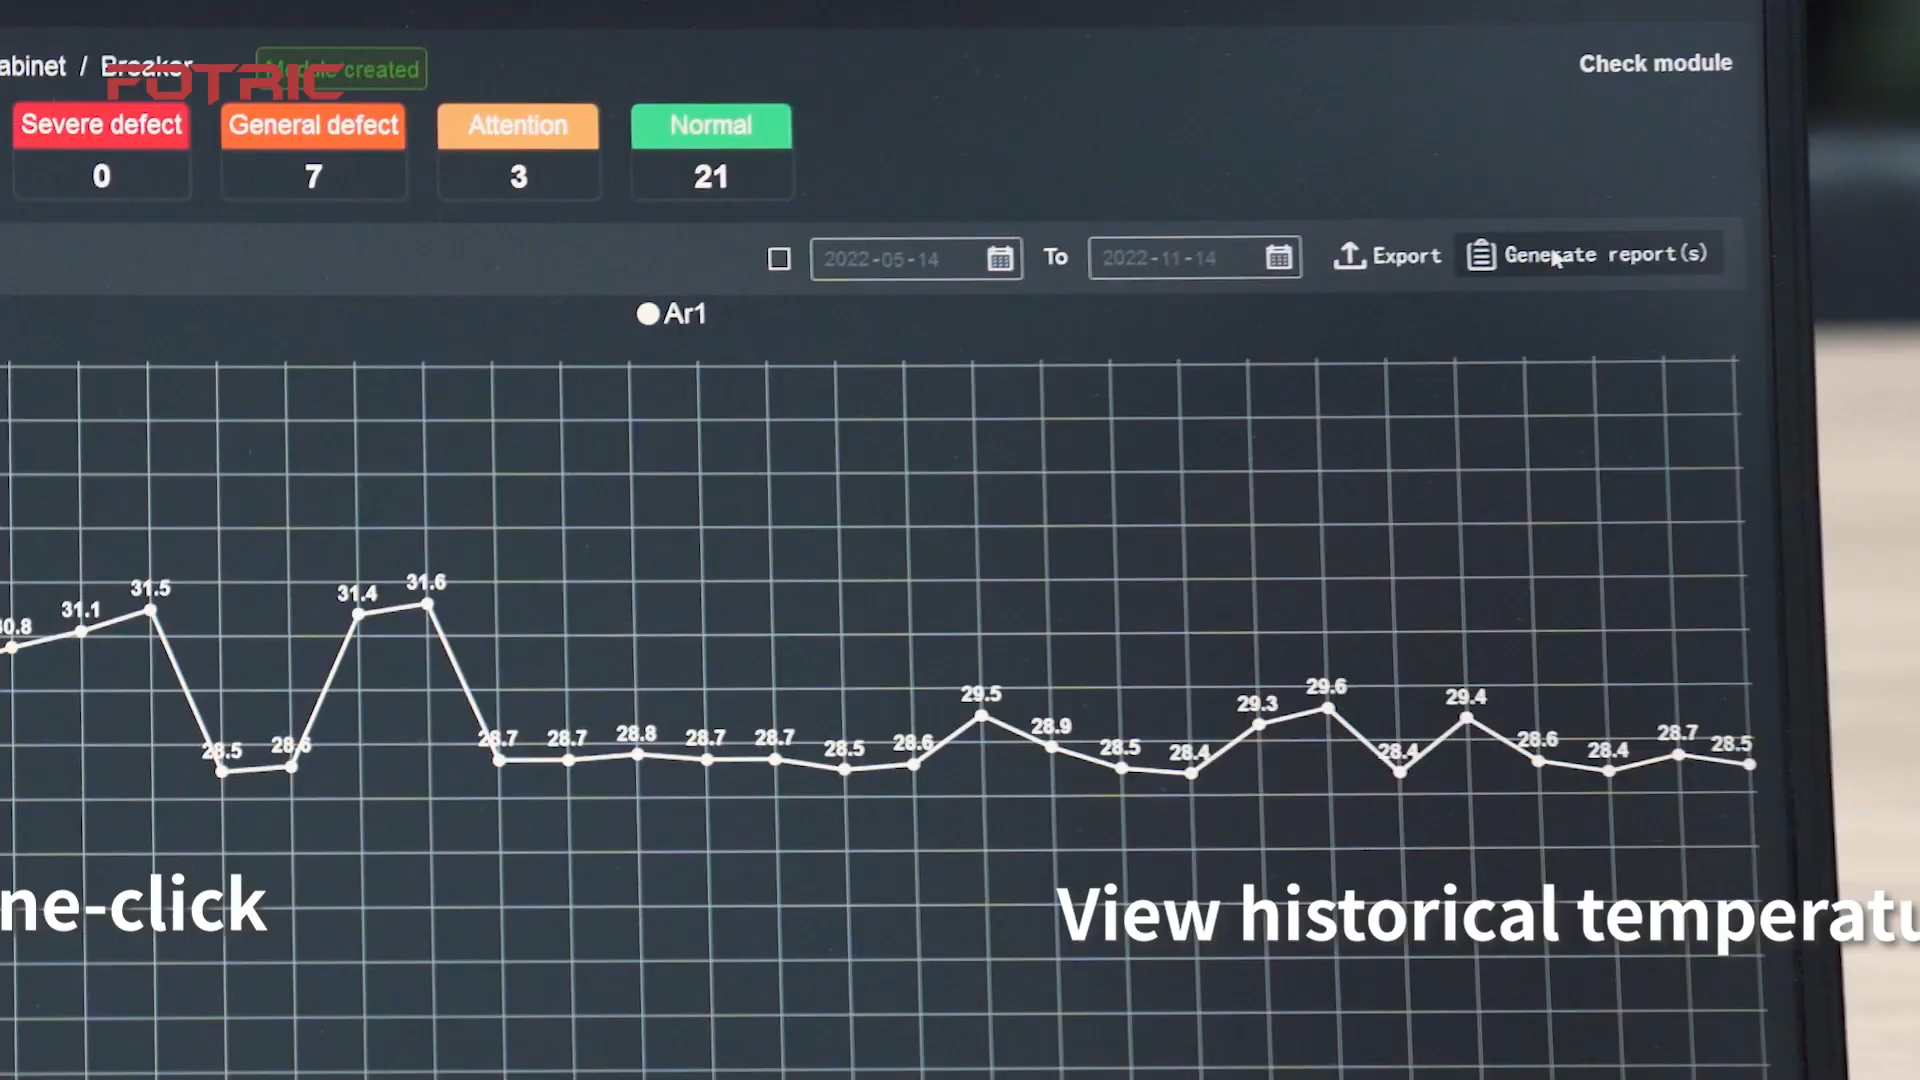 FOTRIC
abinet / Breaker
Module created
Check module
Severe defect
General defect
Attention
Normal
0
7
3
21
2022-05-14
To
2022-11-14
Export
Generate report(s)
Ar1
30.8
31.1
31.5
28.5
28.6
31.4
31.6
28.7
28.7
28.8
28.7
28.7
28.5
28.6
29.5
28.9
28.5
28.4
29.3
29.6
28.4
29.4
28.6
28.4
28.7
28.5
ne-click
View historical temperatu